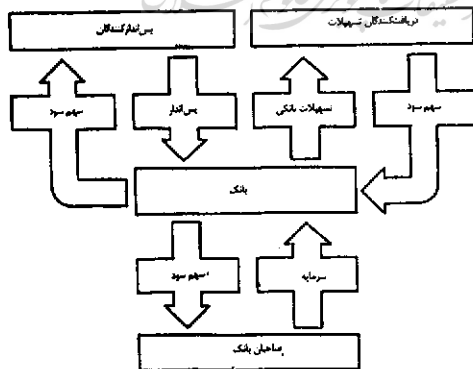 دریافت‌کنندگان تسهیلات
پس‌اندازکنندگان
سهم سود
تسهیلات بانکی
پس‌انداز
سهم سود
بانک
سرمایه
سهم سود
صاحبان بانک